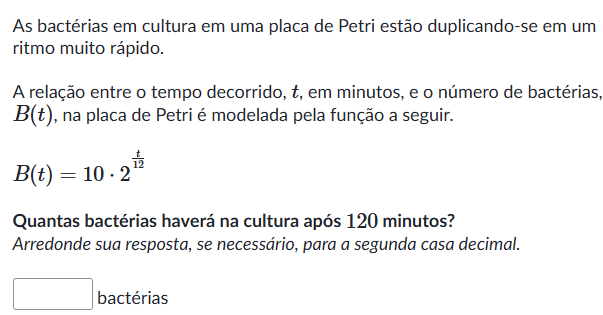 As bactérias em cultura em uma placa de Petri estão duplicando-se em um
ritmo muito rápido.
A relação entre o tempo decorrido, t, em minutos, e o número de bactérias,
B(t), na placa de Petri é modelada pela função a seguir.
B(t) = 10 · 2^{\frac{t}{12}}
Quantas bactérias haverá na cultura após 120 minutos?
Arredonde sua resposta, se necessário, para a segunda casa decimal.
bactérias